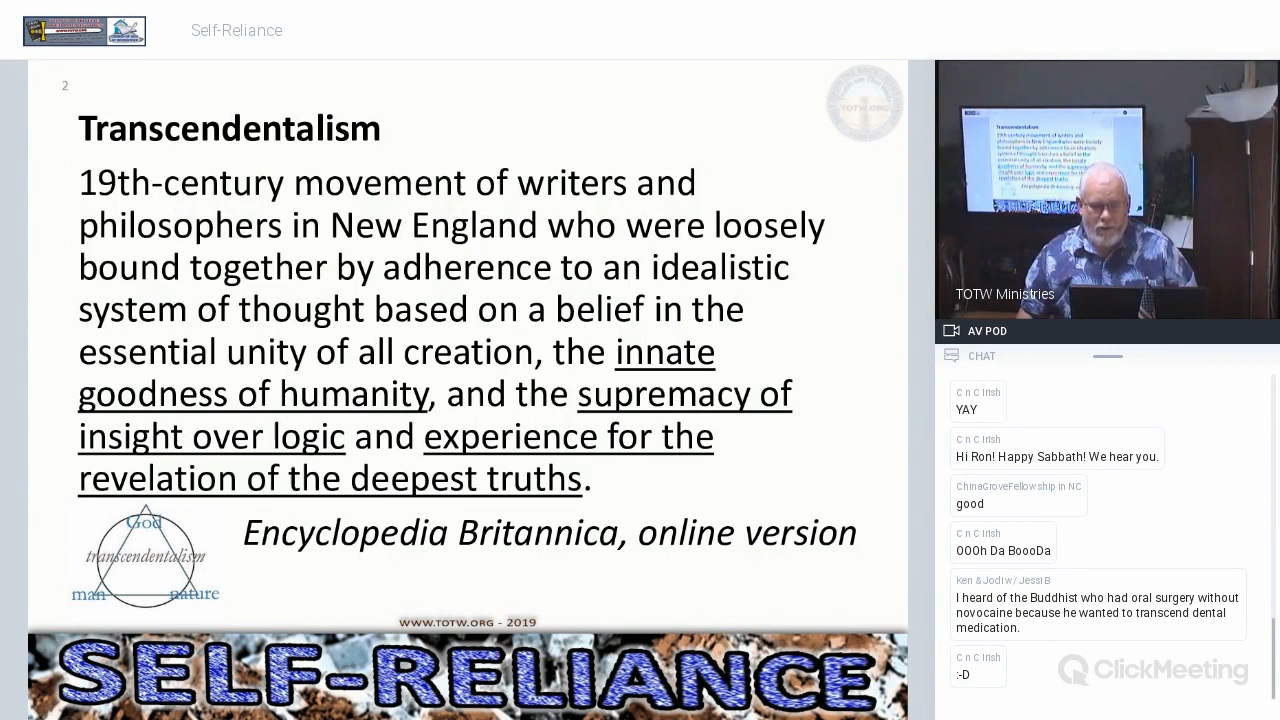 Self-Reliance
2
TOTW.ORG
Transcendentalism
19th-century movement of writers and
philosophers in New England who were loosely
bound together by adherence to an idealistic
system of thought based on a belief in the
essential unity of all creation, the innate
goodness of humanity, and the supremacy of
insight over logic and experience for the
revelation of the deepest truths.
God
transcendentalism
man nature
Encyclopedia Britannica, online version
WWW.TOTW.ORG - 2019
SELF-RELIANCE
TOTW Ministries
AV POD
CHAT
C n C Irish
YAY
C n C Irish
Hi Ron! Happy Sabbath! We hear you.
ChinaGroveFellowship in NC
good
C n C Irish
OOOh Da BoooDa
Ken & Jodi w / Jessi B
I heard of the Buddhist who had oral surgery without
novocaine because he wanted to transcend dental
medication.
C n C Irish
:-D
ClickMeeting